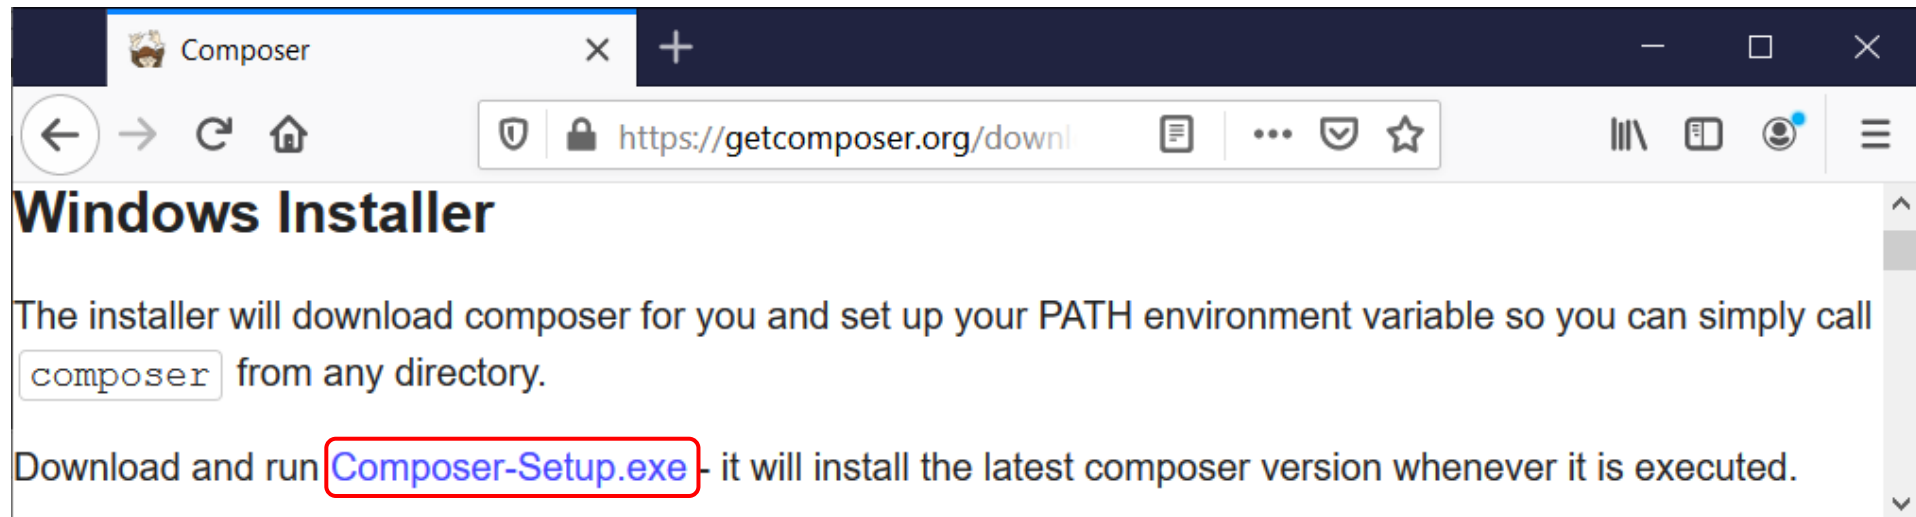 Composer
https://getcomposer.org/downl
Windows Installer
The installer will download composer for you and set up your PATH environment variable so you can simply call
composer from any directory.
Download and run Composer-Setup.exe - it will install the latest composer version whenever it is executed.